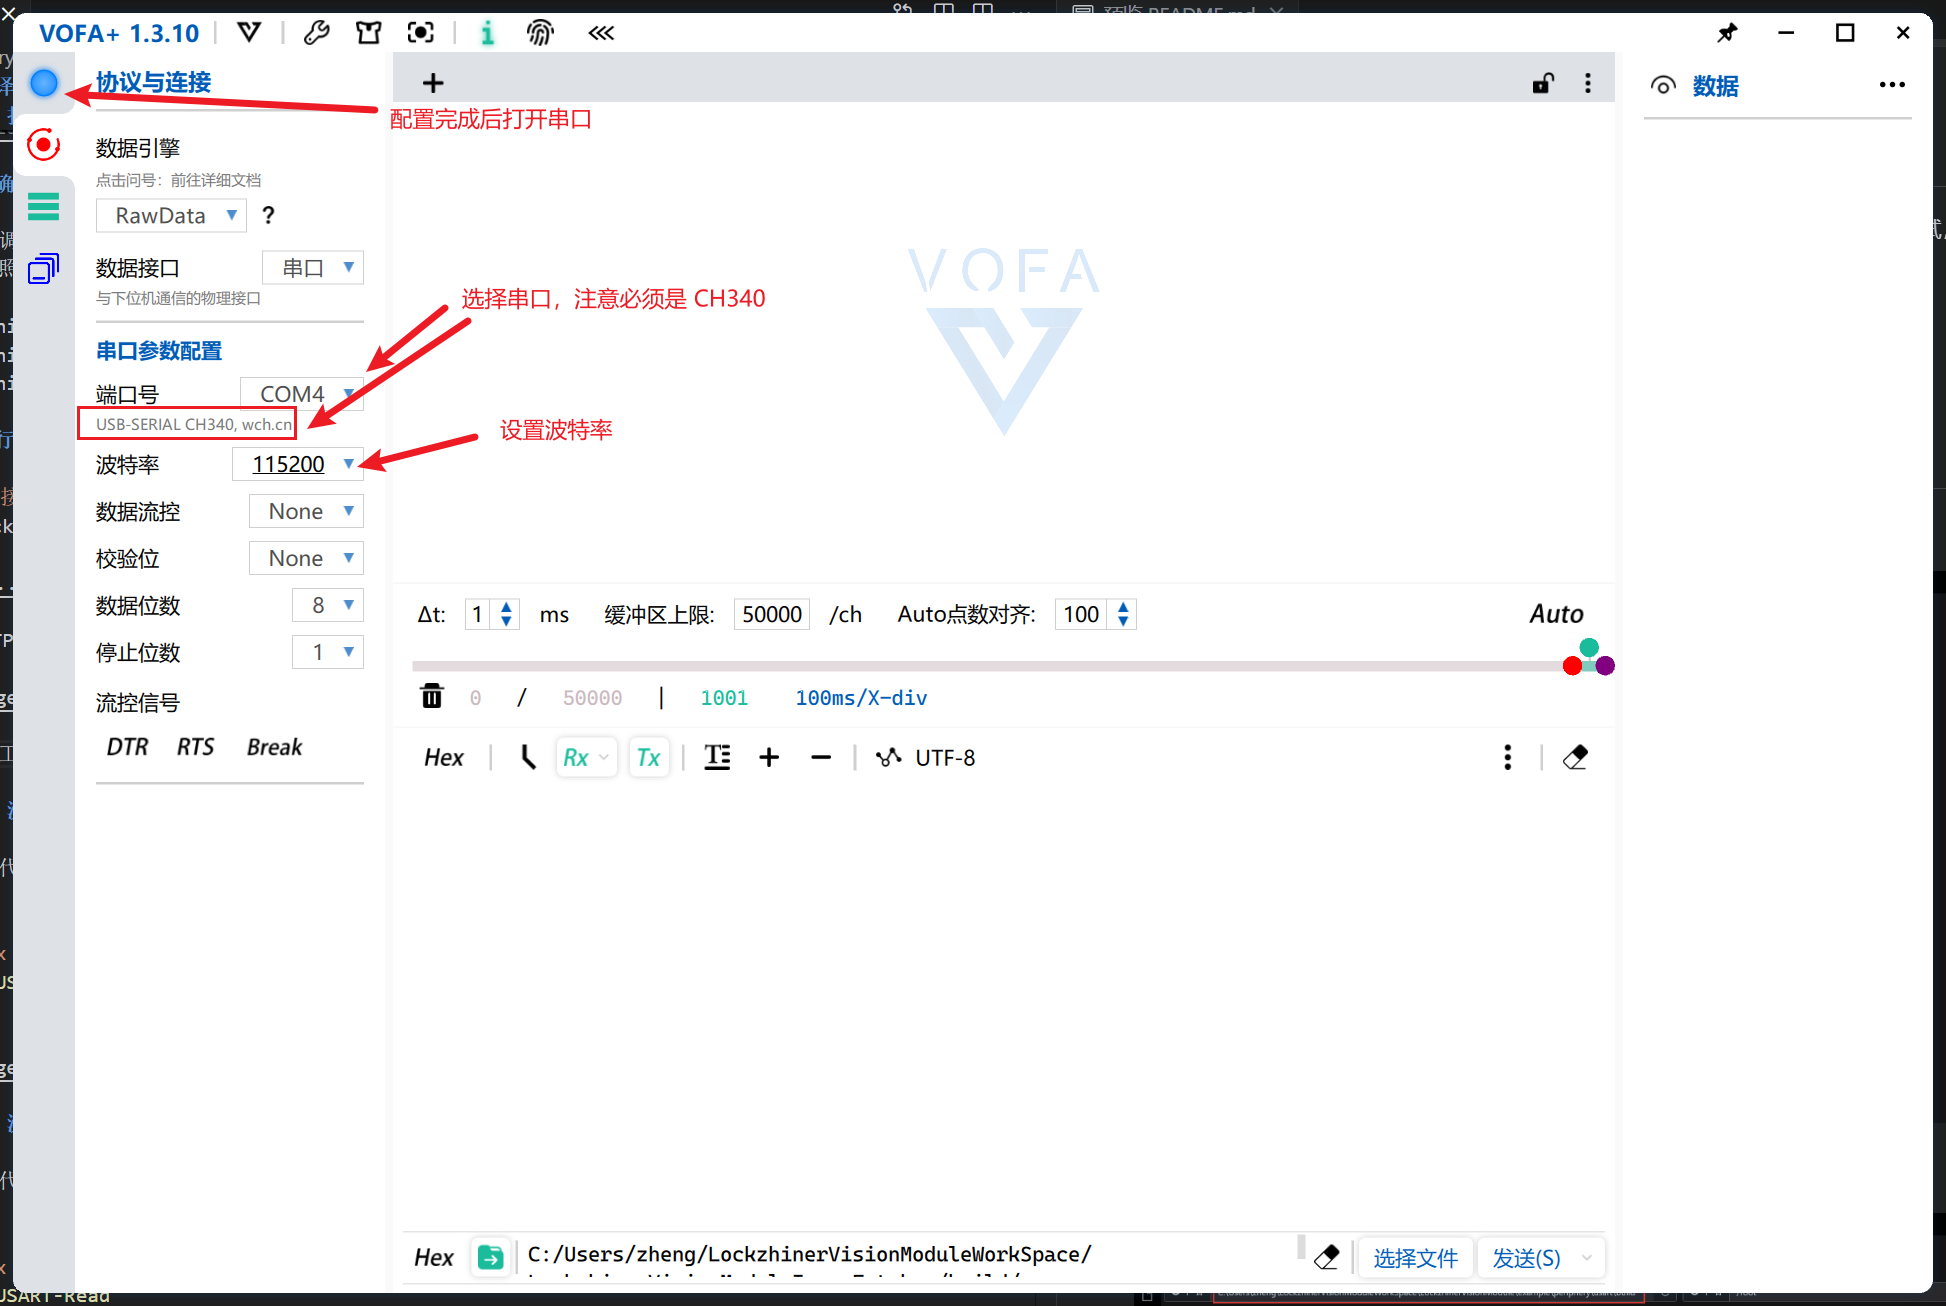 预览 README.md
VOFA+ 1.3.10
协议与连接
数据
配置完成后打开串口
数据引擎
点击问号：前往详细文档
RawData
?
数据接口
串口
与下位机通信的物理接口
VOFA
选择串口，注意必须是 CH340
串口参数配置
端口号
COM4
USB-SERIAL CH340, wch.cn
设置波特率
波特率
115200
数据流控
None
校验位
None
数据位数
8
停止位数
1
流控信号
DTR RTS Break
Δt: 1 ms 缓冲区上限: 50000 /ch Auto点数对齐: 100 Auto
0 / 50000 | 1001 100ms/X-div
Hex Rx Tx UTF-8
Hex
C:/Users/zheng/LockzhinerVisionModuleWorkSpace/
选择文件
发送(S)
USART-Read